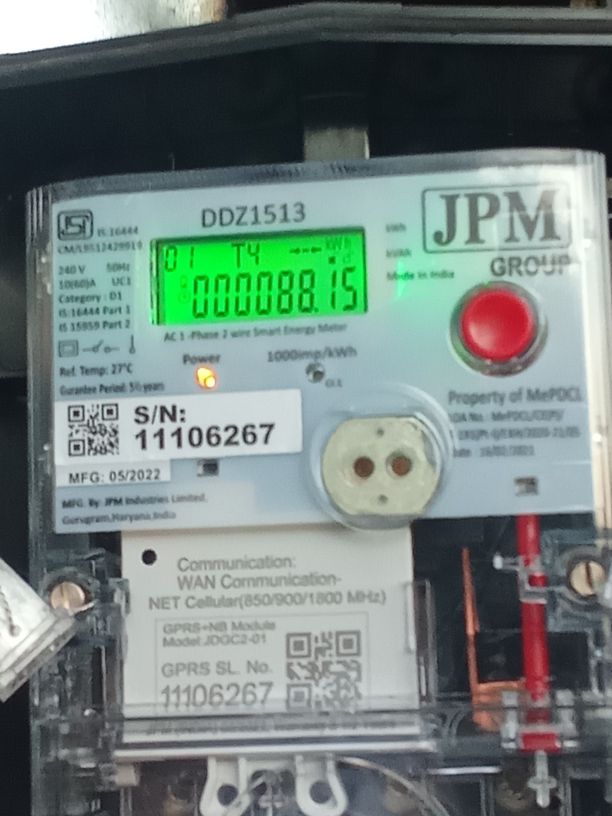 DDZ1513
IS:16444
JPM
GROUP
240 V 50Hz
10(60)A UC1
Category : D1
IS:16444 Part 1
IS 15959 Part 2
01 T4 kWh
000088.15
kWh
Made in India
AC 1-Phase 2 wire Smart Energy Meter
Ref. Temp: 27°C
Gurantee Period: 5½ years
Power
1000imp/kWh
S/N:
11106267
MFG: 05/2022
Property of MePDCL
MFG. By: JPM Industries Limited.
Gurugram,Haryana,India
Communication:
WAN Communication-
NET Cellular(850/900/1800 MHz)
GPRS+NB Module
Model:JDGC2-01
GPRS SL. No.
11106267